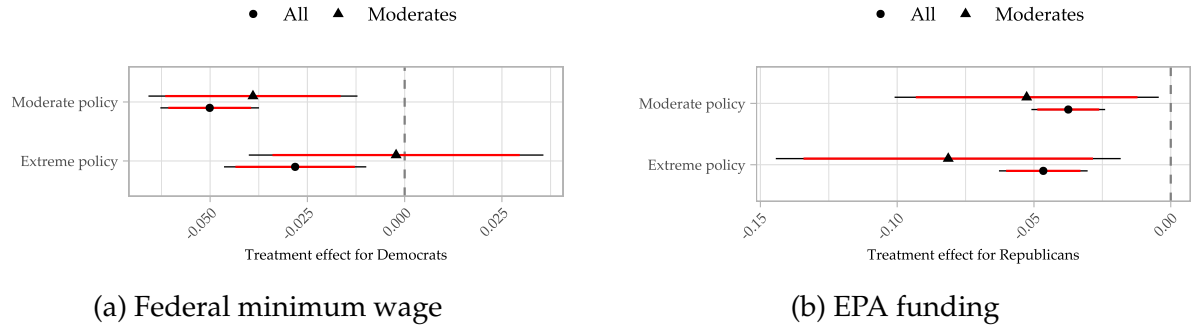 All Moderates
Moderate policy
Extreme policy
-0.050 -0.025 0.000 0.025
Treatment effect for Democrats
(a) Federal minimum wage
All Moderates
Moderate policy
Extreme policy
-0.15 -0.10 -0.05 0.00
Treatment effect for Republicans
(b) EPA funding